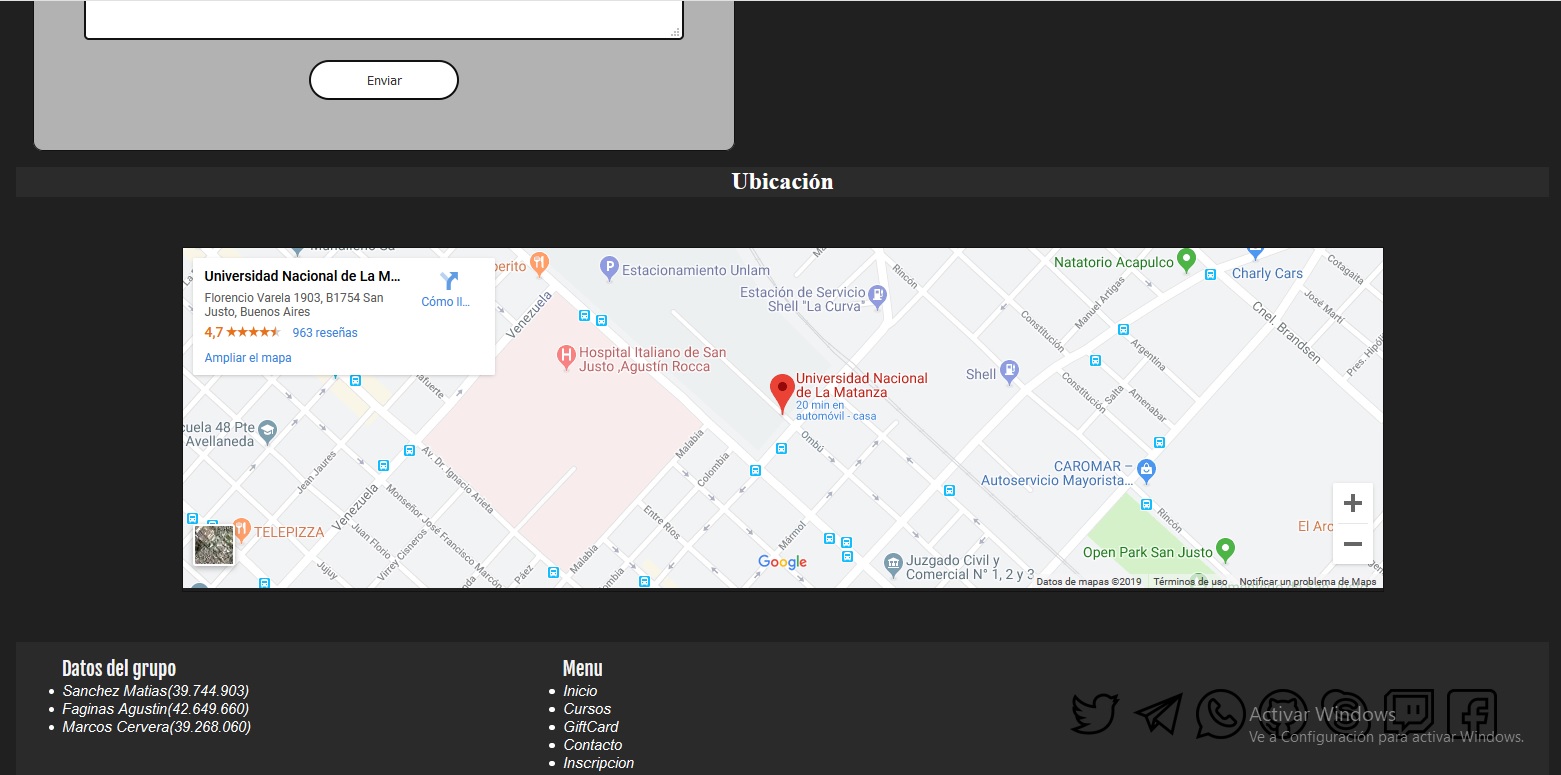 Enviar
Ubicación
Universidad Nacional de La M...
Florencio Varela 1903, B1754 San
Justo, Buenos Aires
4,7
963 reseñas
Ampliar el mapa
Cómo ll...
Estacionamiento Unlam
Estación de Servicio
Shell "La Curva"
Natatorio Acapulco
Charly Cars
Cotagaita
José Martí
Cnel. Brandsen
Rincón
Manuel Artigas
Constitución
Argentina
Venezuela
Hospital Italiano de San
Justo ,Agustín Rocca
Universidad Nacional
de La Matanza
20 min en
automóvil - casa
Shell
Constitución
Salta
Amenabar
48 Pte
Avellaneda
Jean Jaures
Av. Dr. Ignacio Arieta
Malabia
Colombia
Ombú
CAROMAR –
Autoservicio Mayorista...
Venezuela
Monseñor José Francisco Marcón
TELEPIZZA
Juan Florio
Virrey Cisneros
Jujuy
Páez
Malabia
Entre Ríos
Mármol
Rincón
El Arc
Open Park San Justo
Google
Juzgado Civil y
Comercial N° 1, 2 y 3
Datos de mapas ©2019
Términos de uso
Notificar un problema de Maps
Datos del grupo
Sanchez Matias(39.744.903)
Faginas Agustin(42.649.660)
Marcos Cervera(39.268.060)
Menu
Inicio
Cursos
GiftCard
Contacto
Inscripcion
Activar Windows
Ve a Configuración para activar Windows.